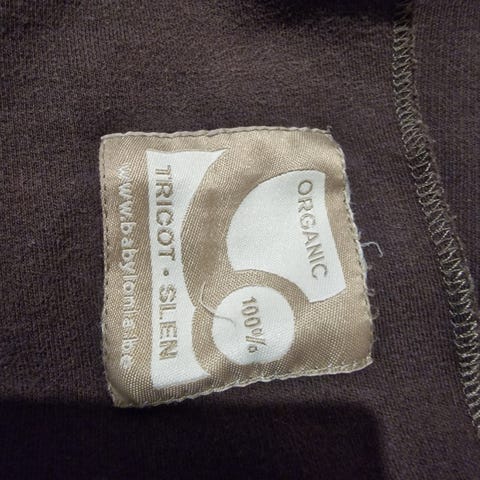 ORGANIC
100%
TRICOT · SLEN
www.babylonia.be